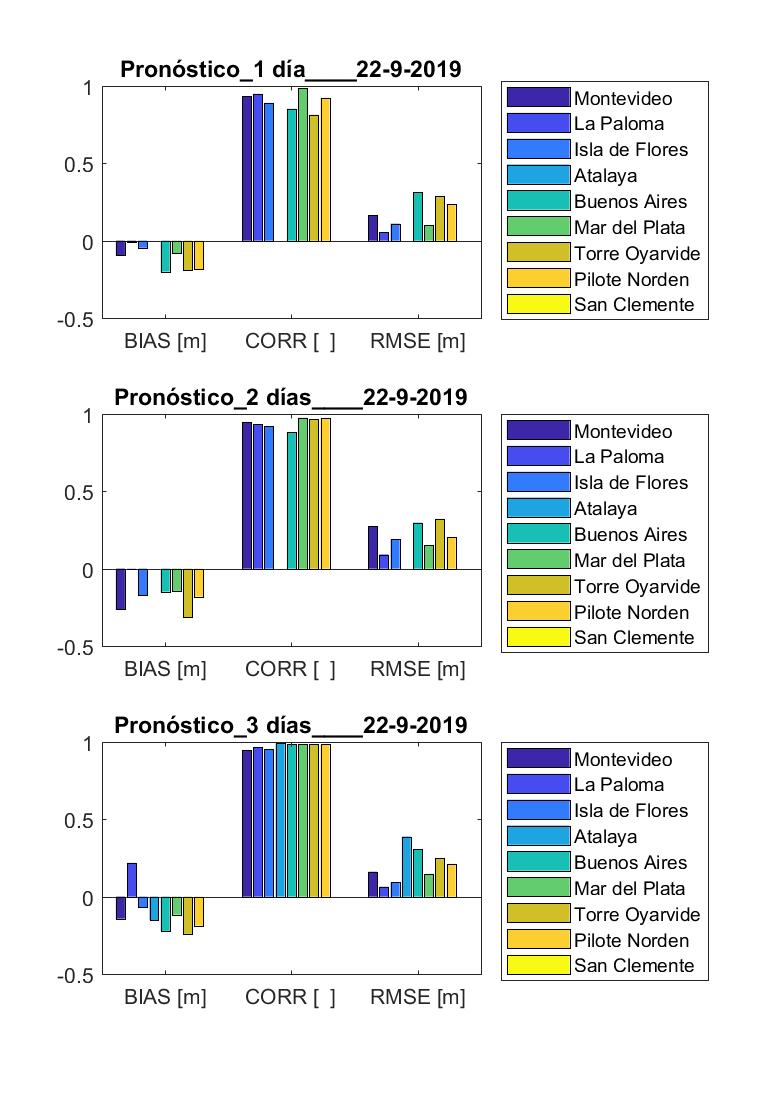 Pronóstico_1 día____22-9-2019
1
0.5
0
-0.5
BIAS [m]
CORR [ ]
RMSE [m]
Montevideo
La Paloma
Isla de Flores
Atalaya
Buenos Aires
Mar del Plata
Torre Oyarvide
Pilote Norden
San Clemente
Pronóstico_2 días____22-9-2019
1
0.5
0
-0.5
BIAS [m]
CORR [ ]
RMSE [m]
Montevideo
La Paloma
Isla de Flores
Atalaya
Buenos Aires
Mar del Plata
Torre Oyarvide
Pilote Norden
San Clemente
Pronóstico_3 días____22-9-2019
1
0.5
0
-0.5
BIAS [m]
CORR [ ]
RMSE [m]
Montevideo
La Paloma
Isla de Flores
Atalaya
Buenos Aires
Mar del Plata
Torre Oyarvide
Pilote Norden
San Clemente